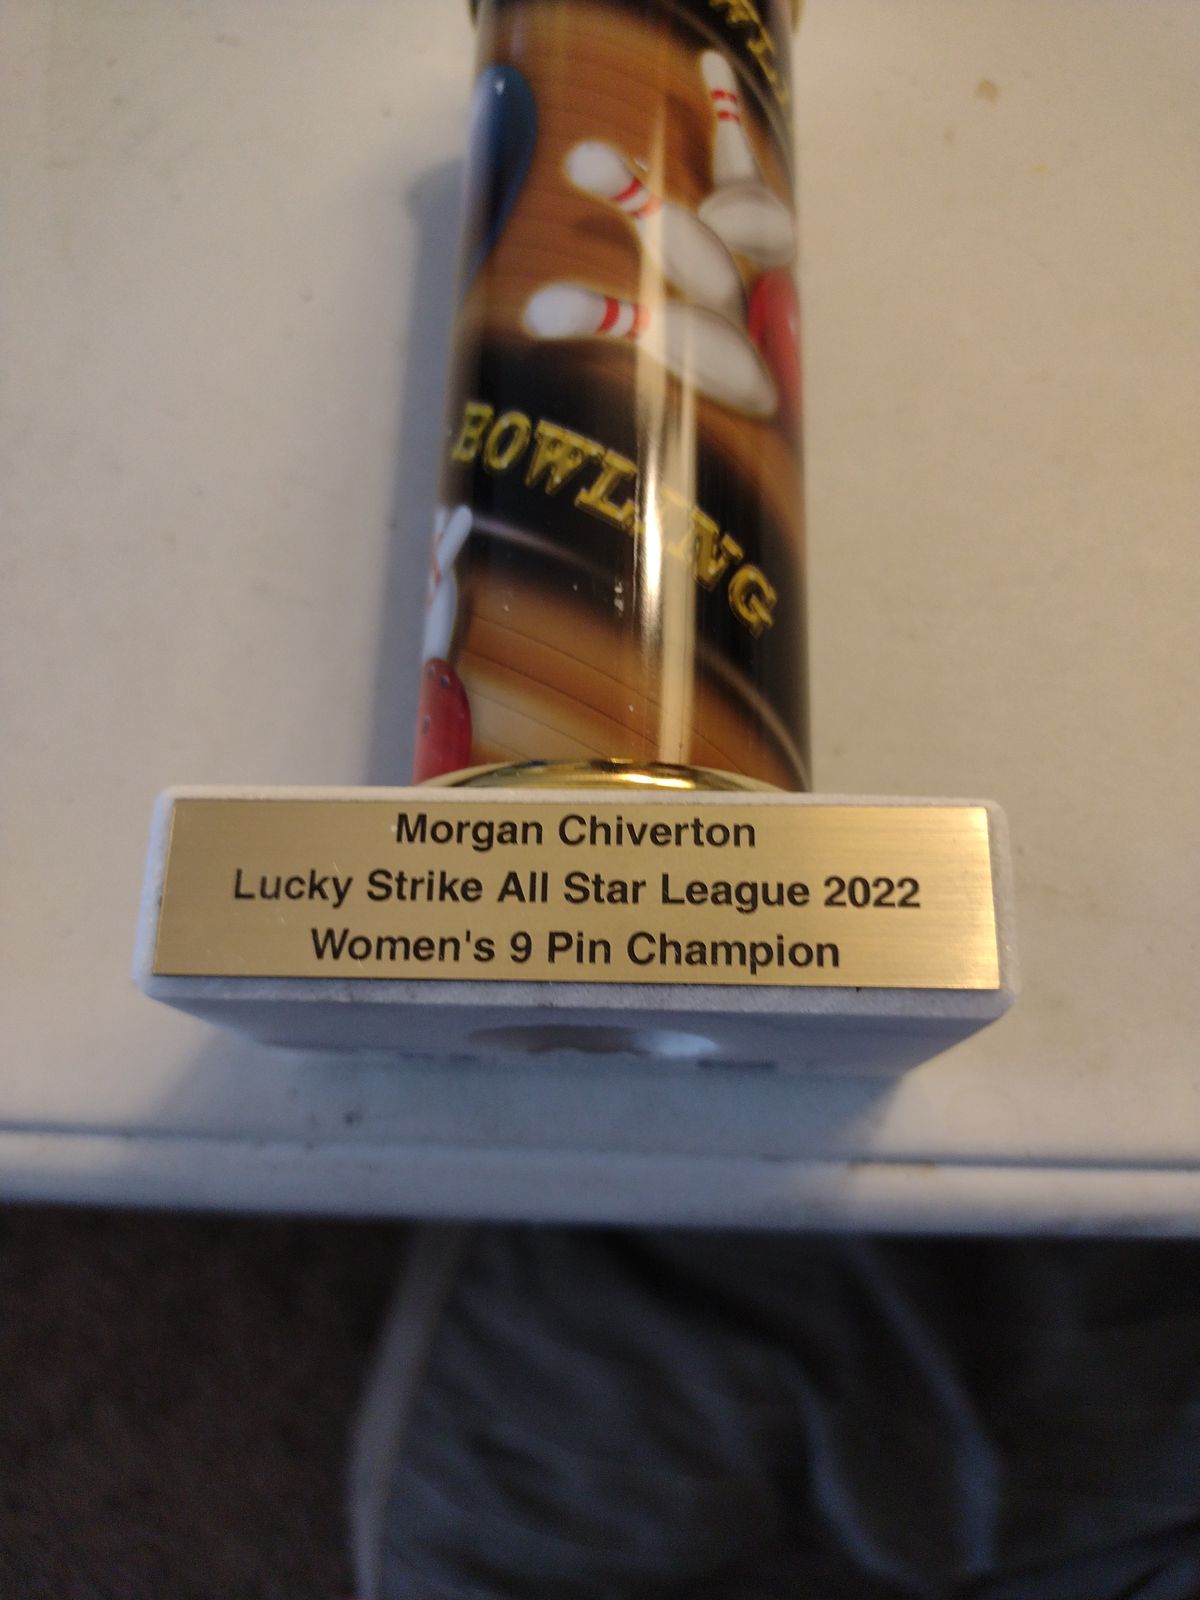 BOWLING
Morgan Chiverton
Lucky Strike All Star League 2022
Women's 9 Pin Champion